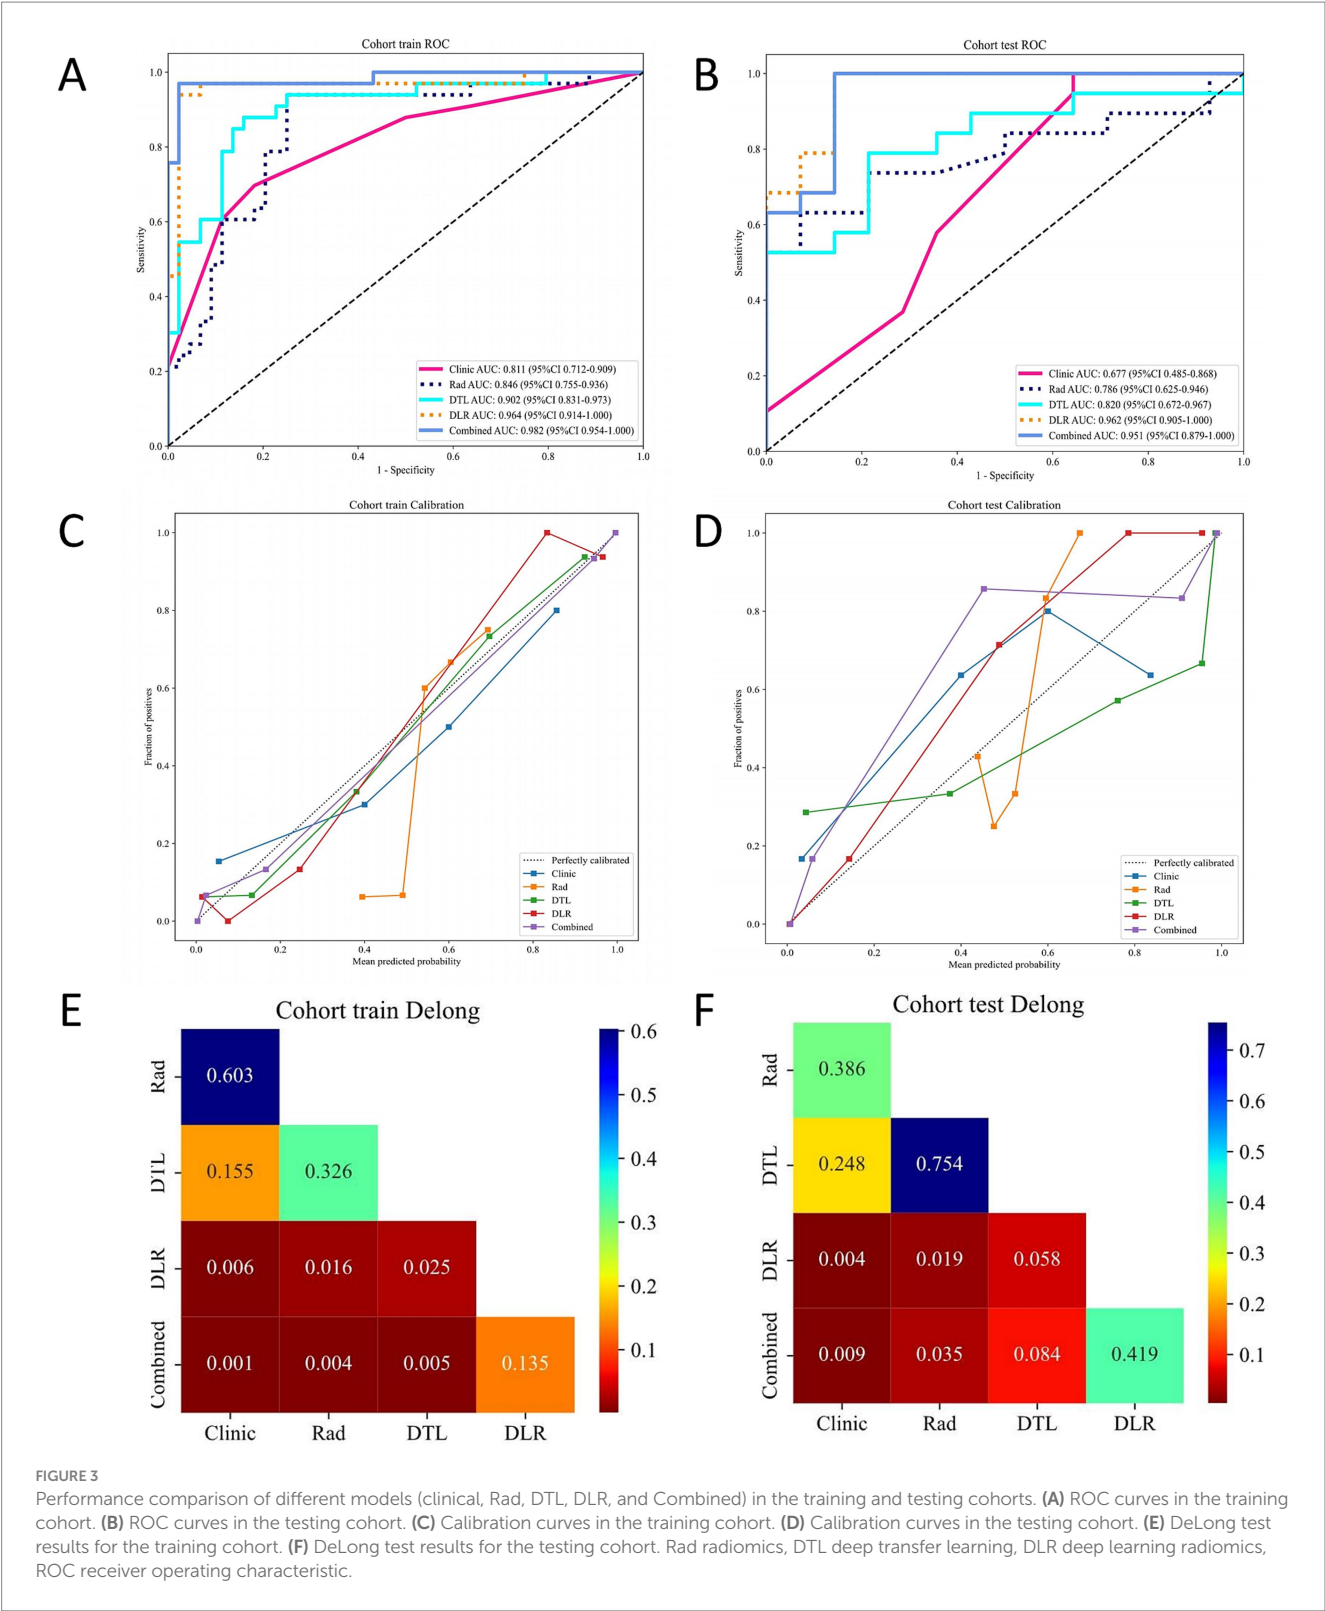 A
Cohort train ROC
1.0
0.8
0.6
0.4
0.2
0.0
Sensitivity
Clinic AUC: 0.811 (95%CI 0.712-0.909)
Rad AUC: 0.846 (95%CI 0.755-0.936)
DTL AUC: 0.902 (95%CI 0.831-0.973)
DLR AUC: 0.964 (95%CI 0.914-1.000)
Combined AUC: 0.982 (95%CI 0.954-1.000)
0.0 0.2 0.4 0.6 0.8 1.0
1 - Specificity
B
Cohort test ROC
1.0
0.8
0.6
0.4
0.2
0.0
Sensitivity
Clinic AUC: 0.677 (95%CI 0.485-0.868)
Rad AUC: 0.786 (95%CI 0.625-0.946)
DTL AUC: 0.820 (95%CI 0.672-0.967)
DLR AUC: 0.962 (95%CI 0.905-1.000)
Combined AUC: 0.951 (95%CI 0.879-1.000)
0.0 0.2 0.4 0.6 0.8 1.0
1 - Specificity
C
Cohort train Calibration
1.0
0.8
0.6
0.4
0.2
0.0
Fraction of positives
Perfectly calibrated
Clinic
Rad
DTL
DLR
Combined
0.0 0.2 0.4 0.6 0.8 1.0
Mean predicted probability
D
Cohort test Calibration
1.0
0.8
0.6
0.4
0.2
0.0
Fraction of positives
Perfectly calibrated
Clinic
Rad
DTL
DLR
Combined
0.0 0.2 0.4 0.6 0.8 1.0
Mean predicted probability
E
Cohort train Delong
Rad 0.603
DTL 0.155 0.326
DLR 0.006 0.016 0.025
Combined 0.001 0.004 0.005 0.135
Clinic Rad DTL DLR
0.6
0.5
0.4
0.3
0.2
0.1
F
Cohort test Delong
Rad 0.386
DTL 0.248 0.754
DLR 0.004 0.019 0.058
Combined 0.009 0.035 0.084 0.419
Clinic Rad DTL DLR
0.7
0.6
0.5
0.4
0.3
0.2
0.1
FIGURE 3
Performance comparison of different models (clinical, Rad, DTL, DLR, and Combined) in the training and testing cohorts. (A) ROC curves in the training
cohort. (B) ROC curves in the testing cohort. (C) Calibration curves in the training cohort. (D) Calibration curves in the testing cohort. (E) DeLong test
results for the training cohort. (F) DeLong test results for the testing cohort. Rad radiomics, DTL deep transfer learning, DLR deep learning radiomics,
ROC receiver operating characteristic.